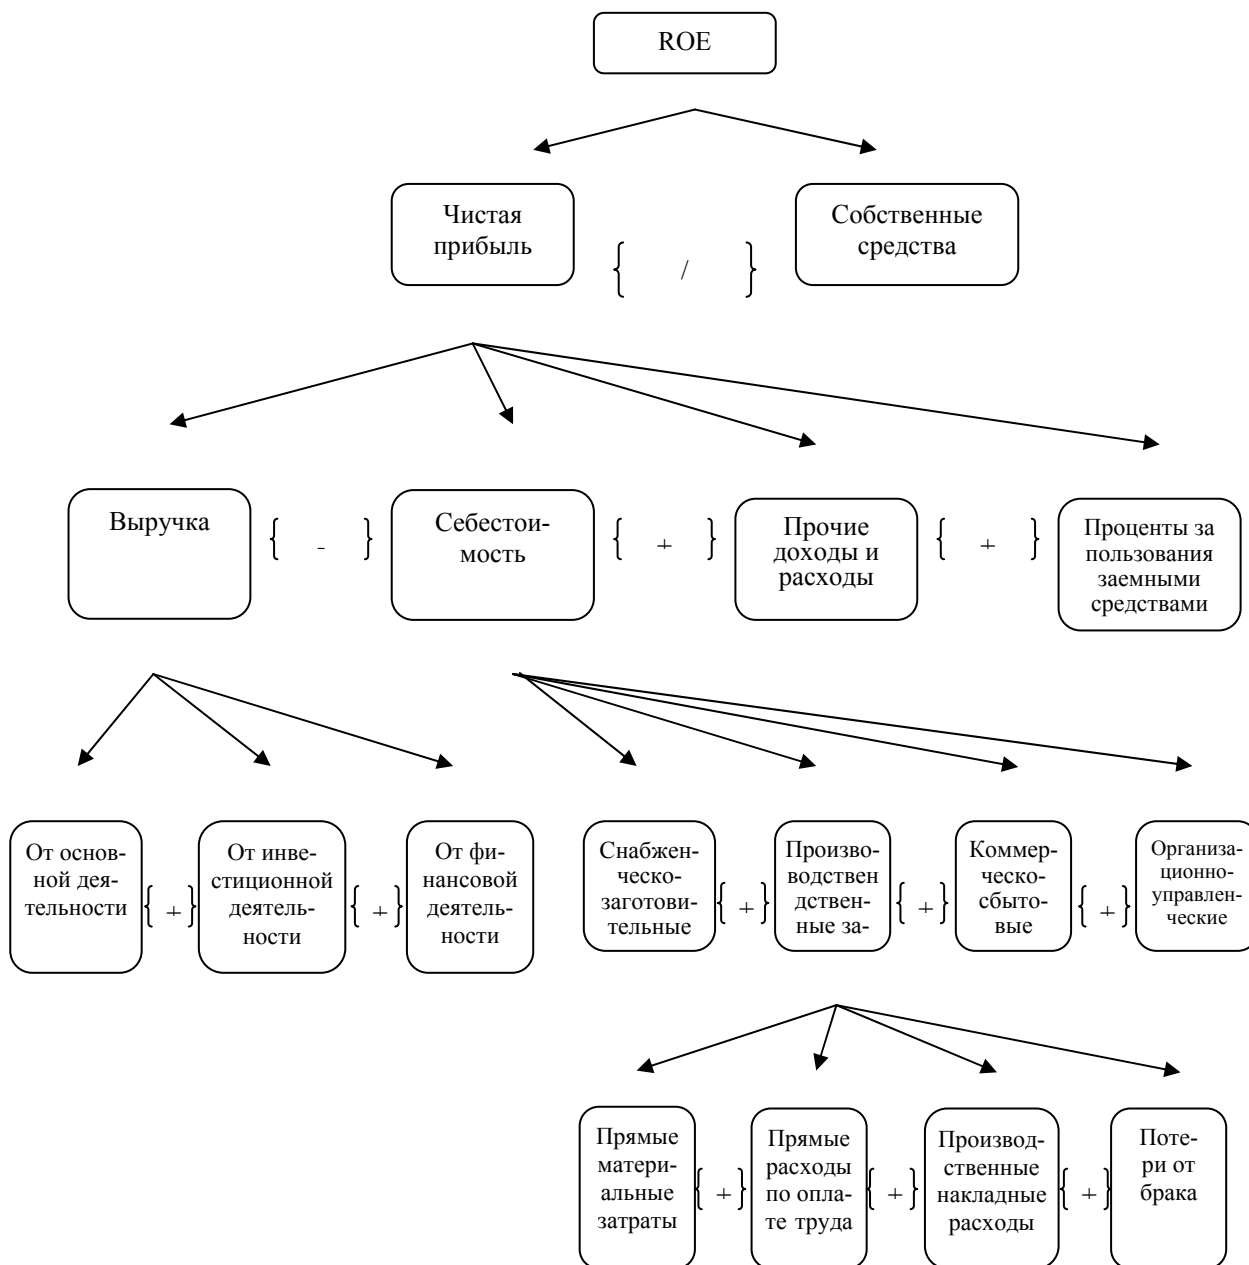 ROE
Чистая
прибыль
{ / }
Собственные
средства
Выручка
{ - }
Себестои-
мость
{ + }
Прочие
доходы и
расходы
{ + }
Проценты за
пользования
заемными
средствами
От основ-
ной дея-
тельности
{ + }
От инве-
стиционной
деятель-
ности
{ + }
От фи-
нансовой
деятель-
ности
Снабжен-
ческо-
заготови-
тельные
{ + }
Произво-
водствен
дствен-
ные за-
{ + }
Коммер-
ческо-
сбыто-
вые
{ + }
Организа-
ционно-
управлен-
ческие
Прямые
матери-
альные
затраты
{ + }
Прямые
расходы
по опла-
те труда
{ + }
Производ-
ственные
накладные
расходы
{ + }
Поте-
ри от
брака